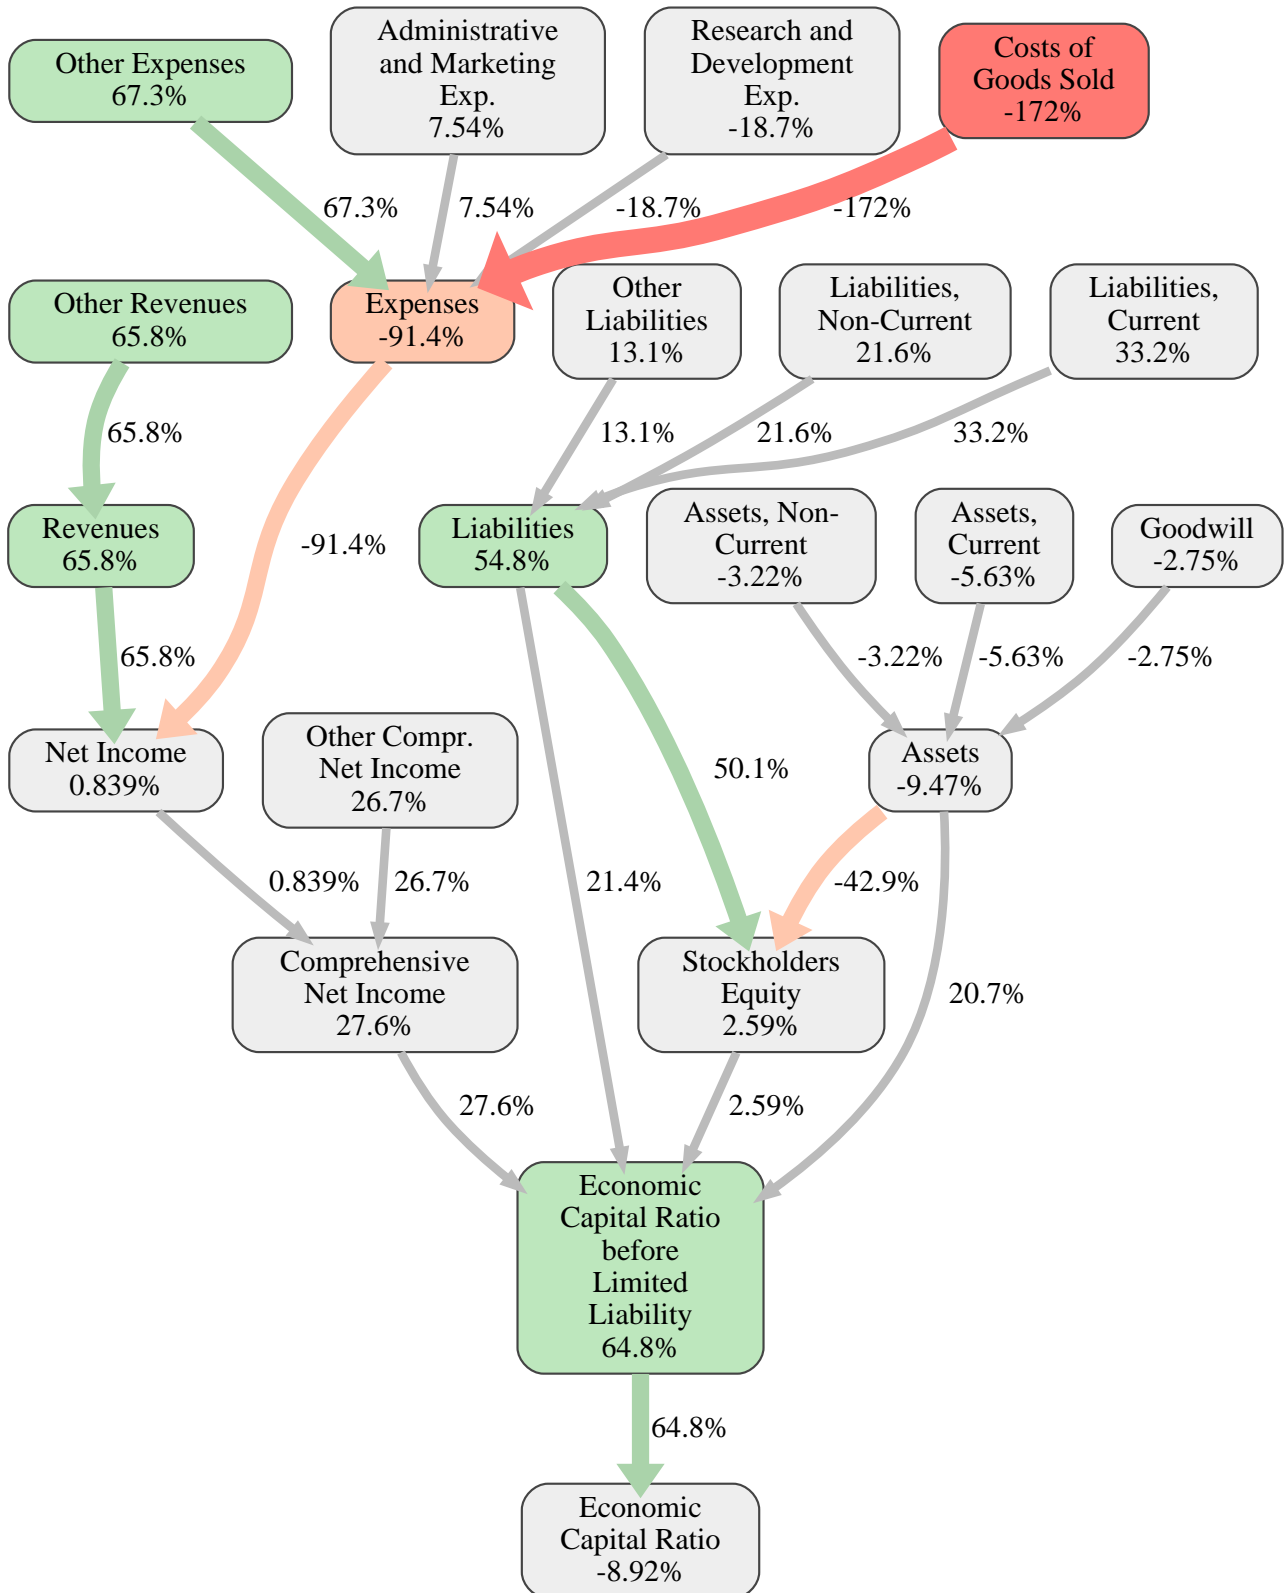 Other Expenses
67.3%
Administrative
and Marketing
Exp.
7.54%
Research and
Development
Exp.
-18.7%
Costs of
Goods Sold
-172%
67.3%
7.54%
-18.7%
-172%
Other Revenues
65.8%
Expenses
-91.4%
Other
Liabilities
13.1%
Liabilities,
Non-Current
21.6%
Liabilities,
Current
33.2%
65.8%
13.1%
21.6%
33.2%
Revenues
65.8%
-91.4%
Liabilities
54.8%
Assets, Non-
Current
-3.22%
Assets,
Current
-5.63%
Goodwill
-2.75%
65.8%
-3.22%
-5.63%
-2.75%
Net Income
0.839%
Other Compr.
Net Income
26.7%
50.1%
Assets
-9.47%
0.839%
26.7%
21.4%
-42.9%
Comprehensive
Net Income
27.6%
Stockholders
Equity
2.59%
20.7%
27.6%
2.59%
Economic
Capital Ratio
before
Limited
Liability
64.8%
64.8%
Economic
Capital Ratio
-8.92%